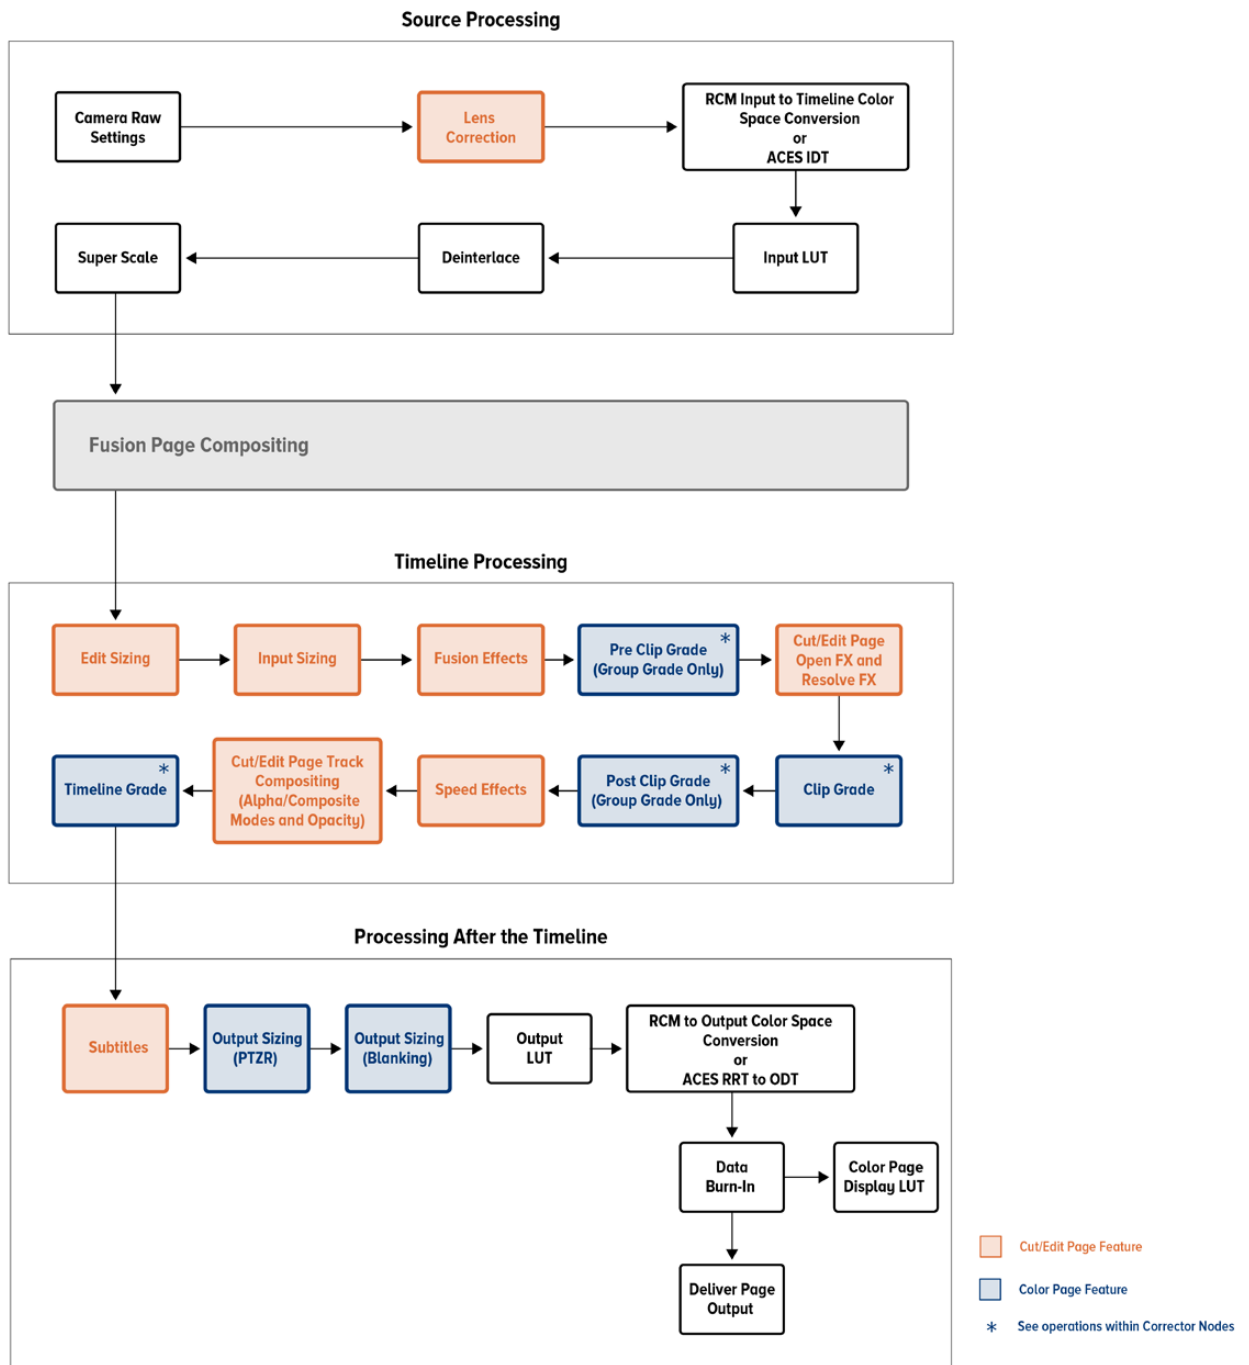 Source Processing
Camera Raw
Settings
Lens
Correction
RCM Input to Timeline Color
Space Conversion
or
ACES IDT
Super Scale
Deinterlace
Input LUT
Fusion Page Compositing
Timeline Processing
Edit Sizing
Input Sizing
Fusion Effects
Pre Clip Grade
(Group Grade Only)
*
Cut/Edit Page
Open FX and
Resolve FX
Timeline Grade
*
Cut/Edit Page Track
Compositing
(Alpha/Composite
Modes and Opacity)
Speed Effects
Post Clip Grade
(Group Grade Only)
*
Clip Grade
*
Processing After the Timeline
Subtitles
Output Sizing
(PTZR)
Output Sizing
(Blanking)
Output
LUT
RCM to Output Color Space
Conversion
or
ACES RRT to ODT
Data
Burn-In
Color Page
Display LUT
Deliver Page
Output
Cut/Edit Page Feature
Color Page Feature
* See operations within Corrector Nodes